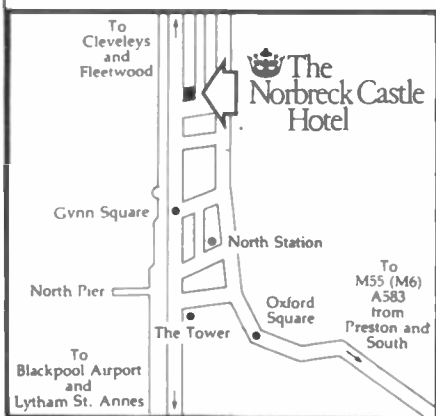 To
Cleveleys
and
Fleetwood
The
Norbreck Castle
Hotel
Gynn Square
North Station
North Pier
To
M55 (M6)
A583
from
Preston and
South
Oxford
Square
The Tower
To
Blackpool Airport
and
Lytham St. Annes